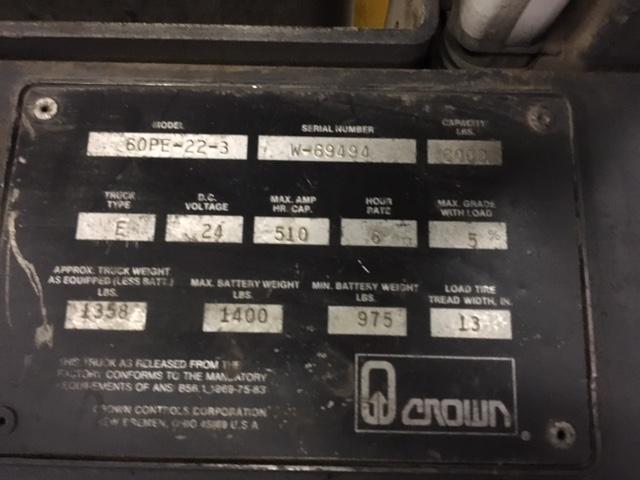 MODEL
60PE-22-3
SERIAL NUMBER
W-69494
CAPACITY
LBS.
TRUCK
TYPE
E
D.C.
VOLTAGE
24
MAX. AMP
HR. CAP.
510
HOUR
RATE
6
MAX. GRADE
WITH LOAD
5 %
APPROX. TRUCK WEIGHT
AS EQUIPPED (LESS BATT.)
LBS.
1358
MAX. BATTERY WEIGHT
LBS.
1400
MIN. BATTERY WEIGHT
LBS.
975
LOAD TIRE
TREAD WIDTH, IN.
13
THIS TRUCK AS RELEASED FROM THE
FACTORY CONFORMS TO THE MANDATORY
REQUIREMENTS OF ANSI B56.1,1969-75-83
CROWN CONTROLS CORPORATION
NEW BREMEN, OHIO 45869 U.S.A
CROWN
®